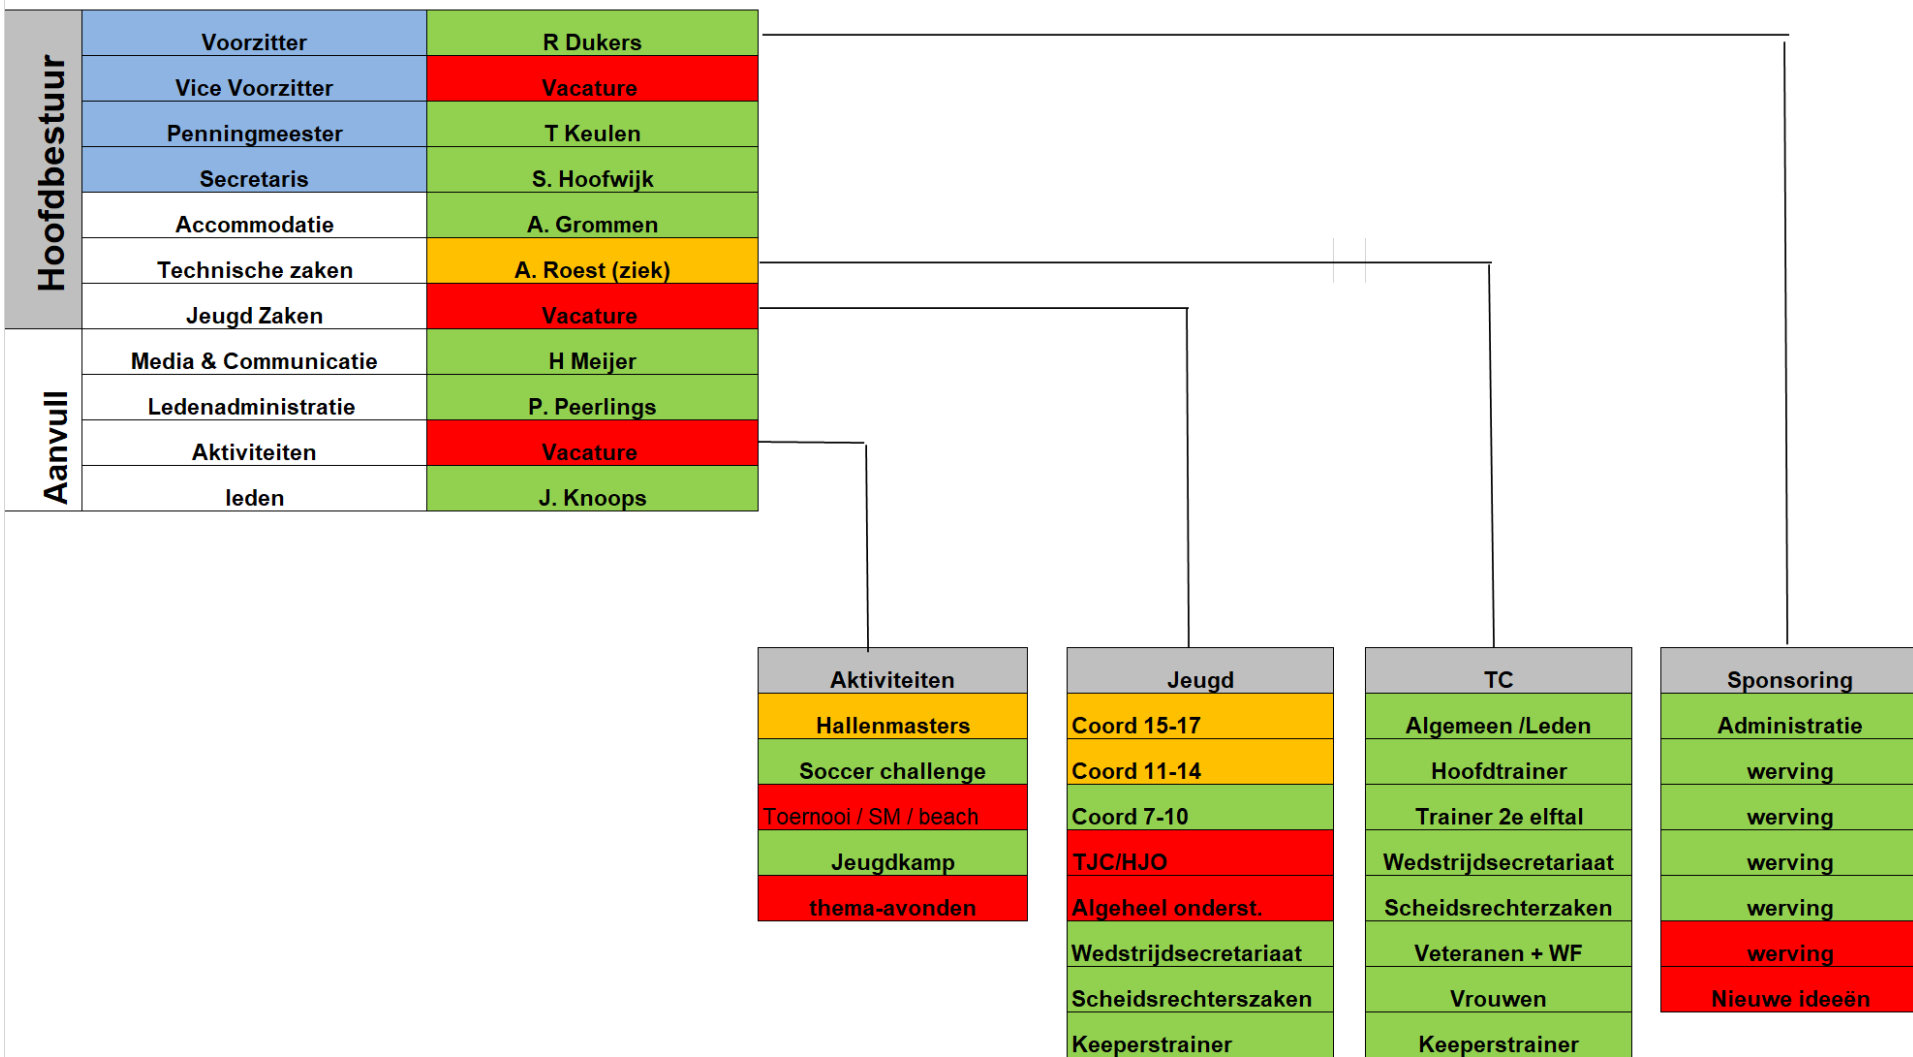 Hoofdbestuur
Voorzitter R Dukers
Vice Voorzitter Vacature
Penningmeester T Keulen
Secretaris S. Hoofwijk
Accommodatie A. Grommen
Technische zaken A. Roest (ziek)
Jeugd Zaken Vacature
Aanvull
Media & Communicatie H Meijer
Ledenadministratie P. Peerlings
Aktiviteiten Vacature
leden J. Knoops
Aktiviteiten
Hallenmasters
Soccer challenge
Toernooi / SM / beach
Jeugdkamp
thema-avonden
Jeugd
Coord 15-17
Coord 11-14
Coord 7-10
TJC/HJO
Algeheel onderst.
Wedstrijdsecretariaat
Scheidsrechterszaken
Keeperstrainer
TC
Algemeen /Leden
Hoofdtrainer
Trainer 2e elftal
Wedstrijdsecretariaat
Scheidsrechterzaken
Veteranen + WF
Vrouwen
Keeperstrainer
Sponsoring
Administratie
werving
werving
werving
werving
werving
Nieuwe ideeën